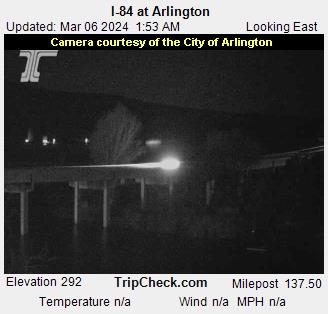 I-84 at Arlington
Updated: Mar 06 2024 1:53 AM Looking East
Camera courtesy of the City of Arlington
Elevation 292 TripCheck.com Milepost 137.50
Temperature n/a Wind n/a MPH n/a